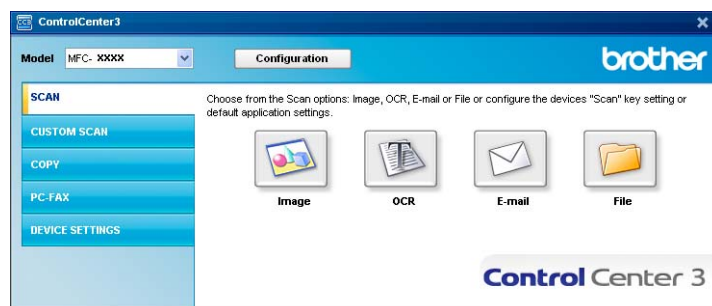 ControlCenter3
Model MFC- XXXX Configuration brother
SCAN
CUSTOM SCAN
COPY
PC-FAX
DEVICE SETTINGS
Choose from the Scan options: Image, OCR, E-mail or File or configure the devices "Scan" key setting or
default application settings.
Image OCR E-mail File
Control Center 3